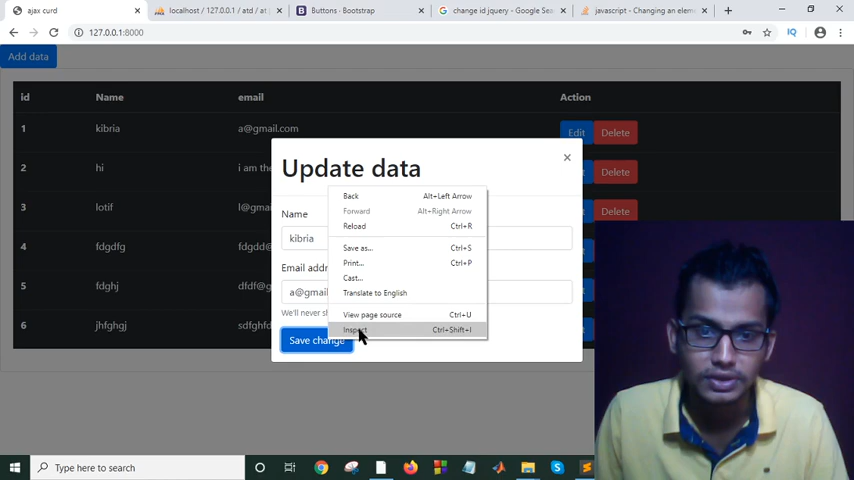 ajax curd
localhost / 127.0.0.1 / atd / at
Buttons · Bootstrap
change id jquery - Google Sea
javascript - Changing an elem
127.0.0.1:8000
Add data
id Name email Action
1 kibria a@gmail.com Edit Delete
2 hi i am the Delete
3 lotif l@gma Delete
4 fdgdfg fdgdd@
5 fdghj dfdf@g
6 jhfghgj sdfghfd
Update data
×
Name
kibria
Email addr
a@gmail
We'll never sh
Save change
Back Alt+Left Arrow
Forward Alt+Right Arrow
Reload Ctrl+R
Save as... Ctrl+S
Print... Ctrl+P
Cast...
Translate to English
View page source Ctrl+U
Inspect Ctrl+Shift+I
Type here to search